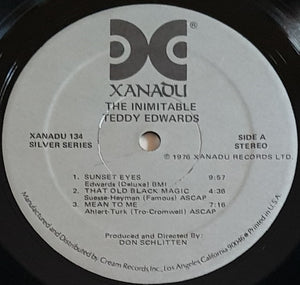 XANADU
THE INIMITABLE
TEDDY EDWARDS
XANADU 134
SILVER SERIES
SIDE A
STEREO
℗ 1976 XANADU RECORDS LTD.
1. SUNSET EYES 9:57
Edwards (Deluxe) BMI
2. THAT OLD BLACK MAGIC 4:36
Suesse-Heyman (Famous) ASCAP
3. MEAN TO ME 7:16
Ahlert-Turk (Tro-Cromwell) ASCAP
Produced and Directed By:
DON SCHLITTEN
Manufactured and Distributed by Cream Records Inc., Los Angeles California 90046 • Printed in U.S.A.